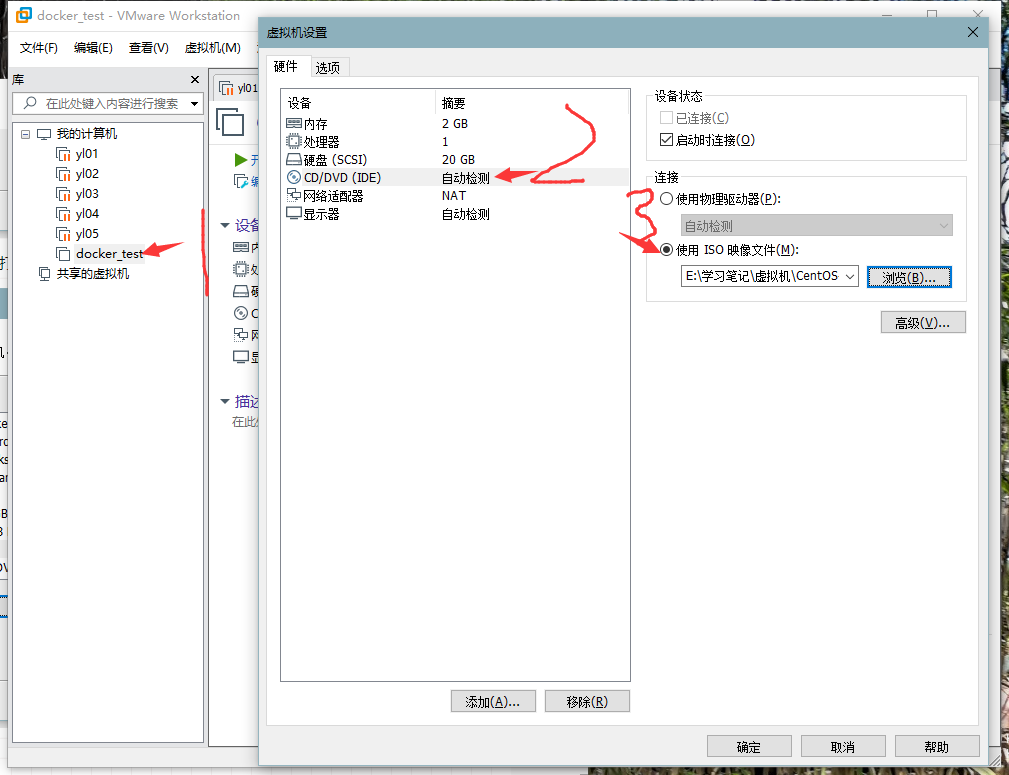 docker_test - VMware Workstation
文件(F) 编辑(E) 查看(V) 虚拟机(M)
库
在此处键入内容进行搜索
我的计算机
yl01
yl02
yl03
yl04
yl05
docker_test
共享的虚拟机
yl01
设备
描述
虚拟机设置
硬件 选项
设备 摘要
内存 2 GB
处理器 1
硬盘 (SCSI) 20 GB
CD/DVD (IDE) 自动检测
网络适配器 NAT
显示器 自动检测
添加(A)... 移除(R)
设备状态
已连接(C)
启动时连接(O)
连接
使用物理驱动器(P):
自动检测
使用 ISO 映像文件(M):
E:\学习笔记\虚拟机\CentOS
浏览(B)...
高级(V)...
确定 取消 帮助
1
2
3